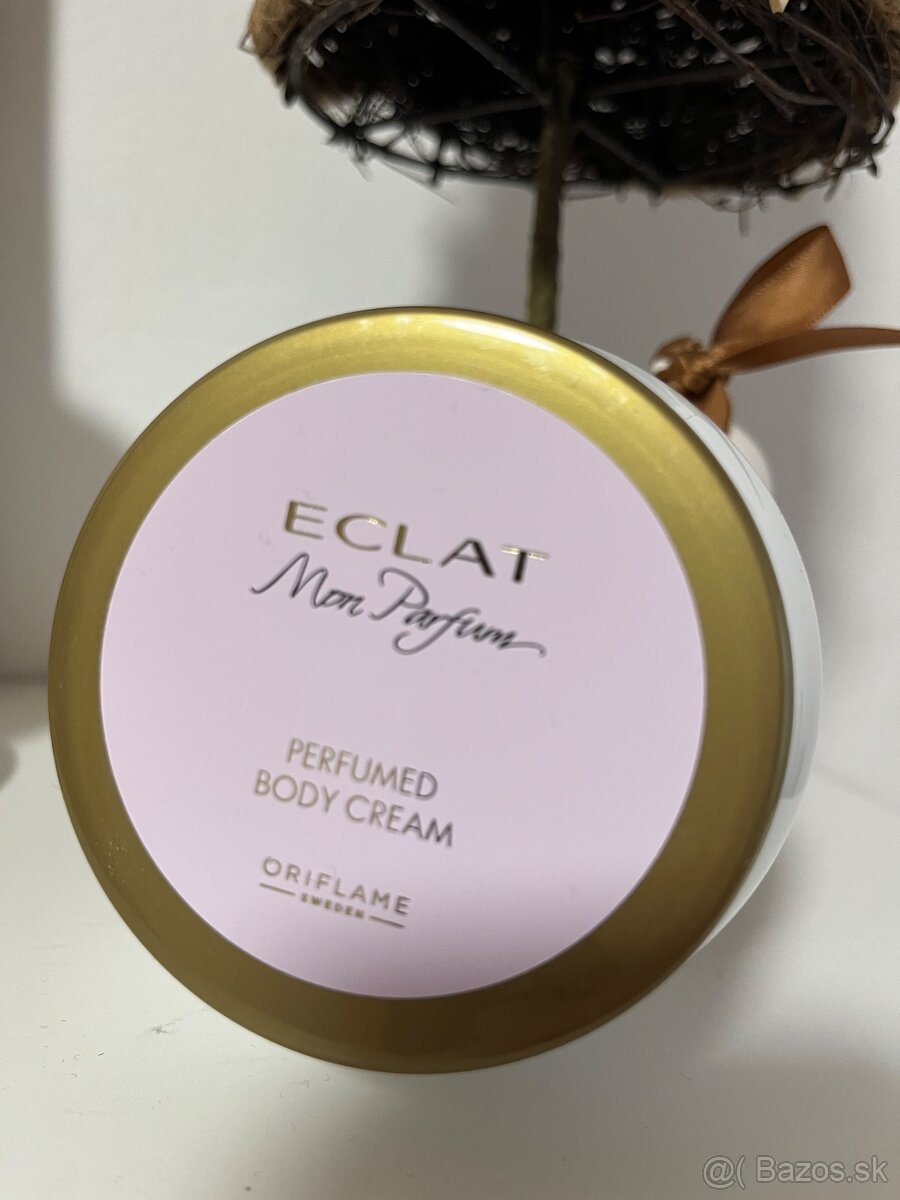 ECLAT
Mon Parfum
PERFUMED
BODY CREAM
ORIFLAME
SWEDEN
@( Bazos.sk